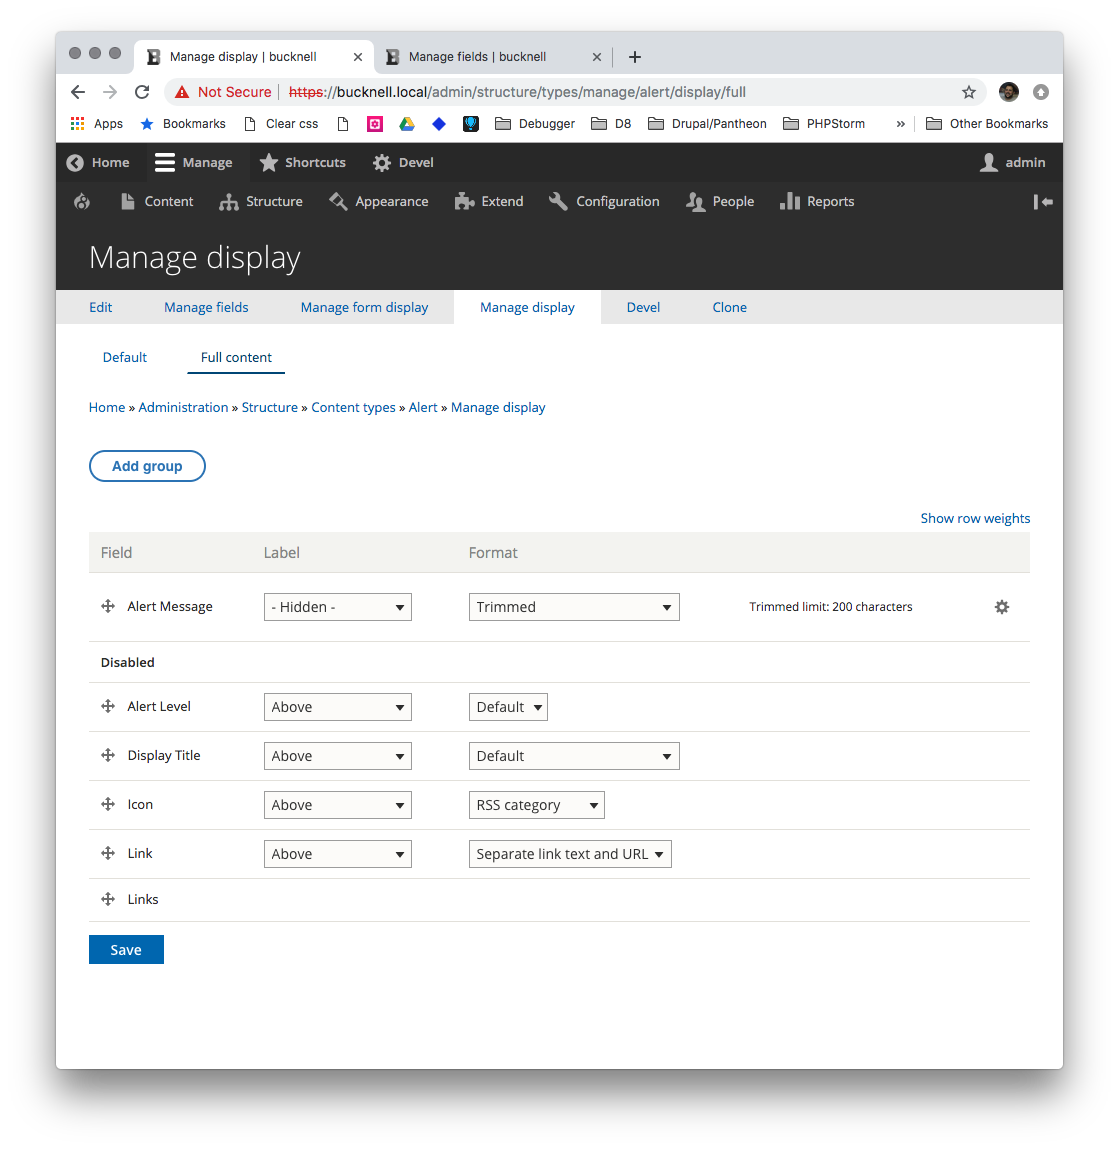 Manage display | bucknell
Manage fields | bucknell
Not Secure | https://bucknell.local/admin/structure/types/manage/alert/display/full
Apps Bookmarks Clear css Debugger D8 Drupal/Pantheon PHPStorm » Other Bookmarks
Home Manage Shortcuts Devel admin
Content Structure Appearance Extend Configuration People Reports
Manage display
Edit Manage fields Manage form display Manage display Devel Clone
Default Full content
Home » Administration » Structure » Content types » Alert » Manage display
Add group
Show row weights
Field Label Format
Alert Message - Hidden - Trimmed Trimmed limit: 200 characters
Disabled
Alert Level Above Default
Display Title Above Default
Icon Above RSS category
Link Above Separate link text and URL
Links
Save